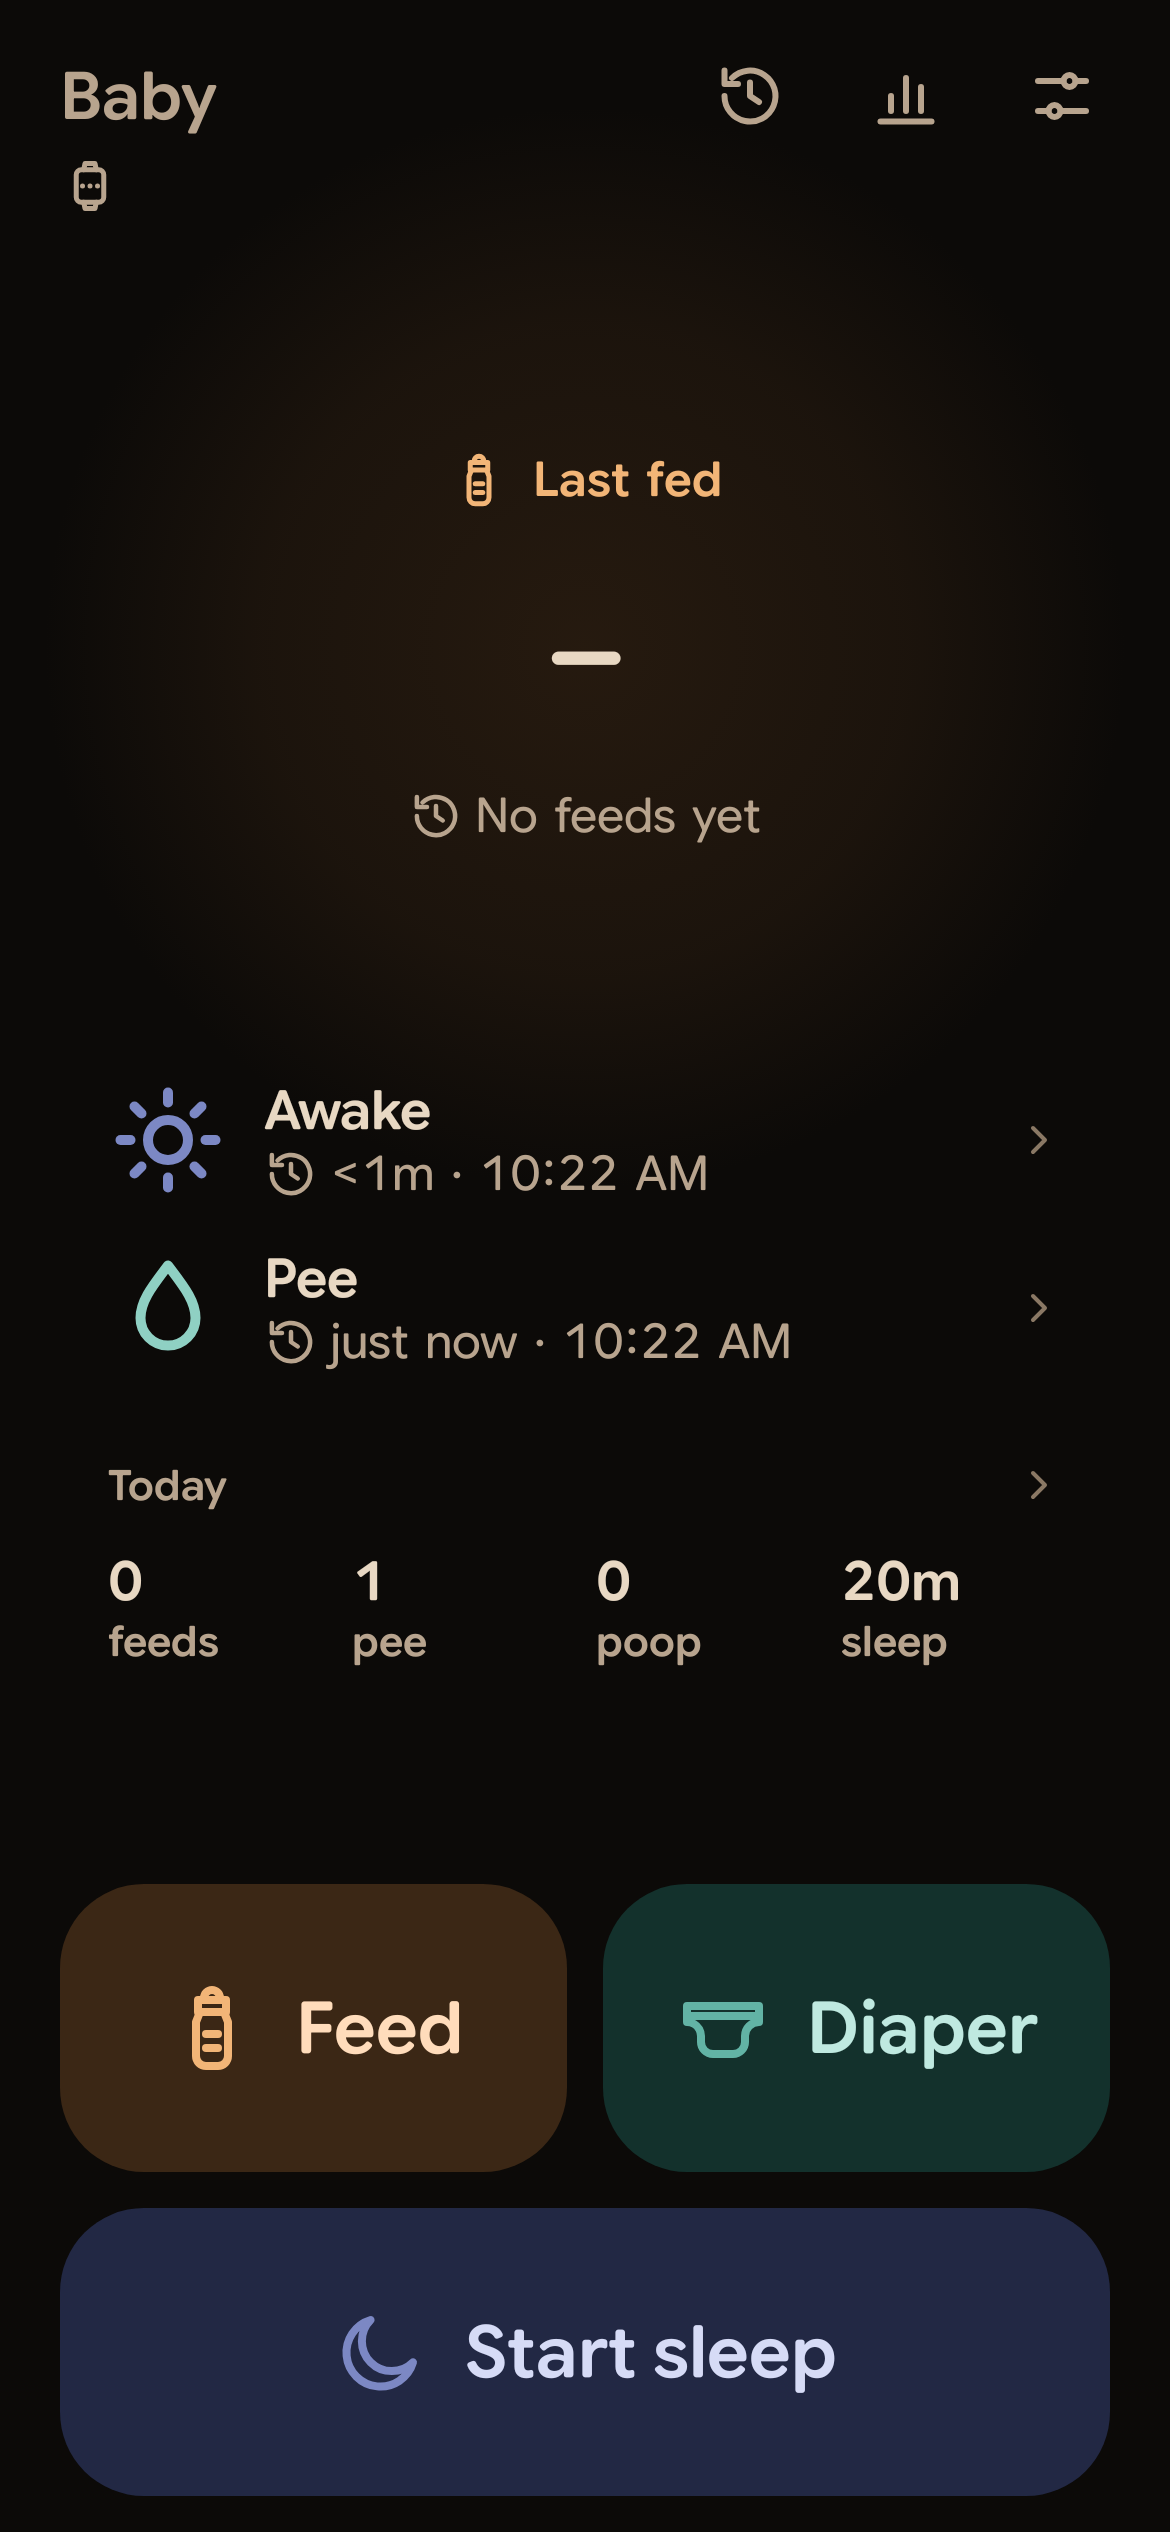 Baby
Last fed
–
No feeds yet
Awake
<1m · 10:22 AM
Pee
just now · 10:22 AM
Today
0 1 0 20m
feeds pee poop sleep
Feed
Diaper
Start sleep